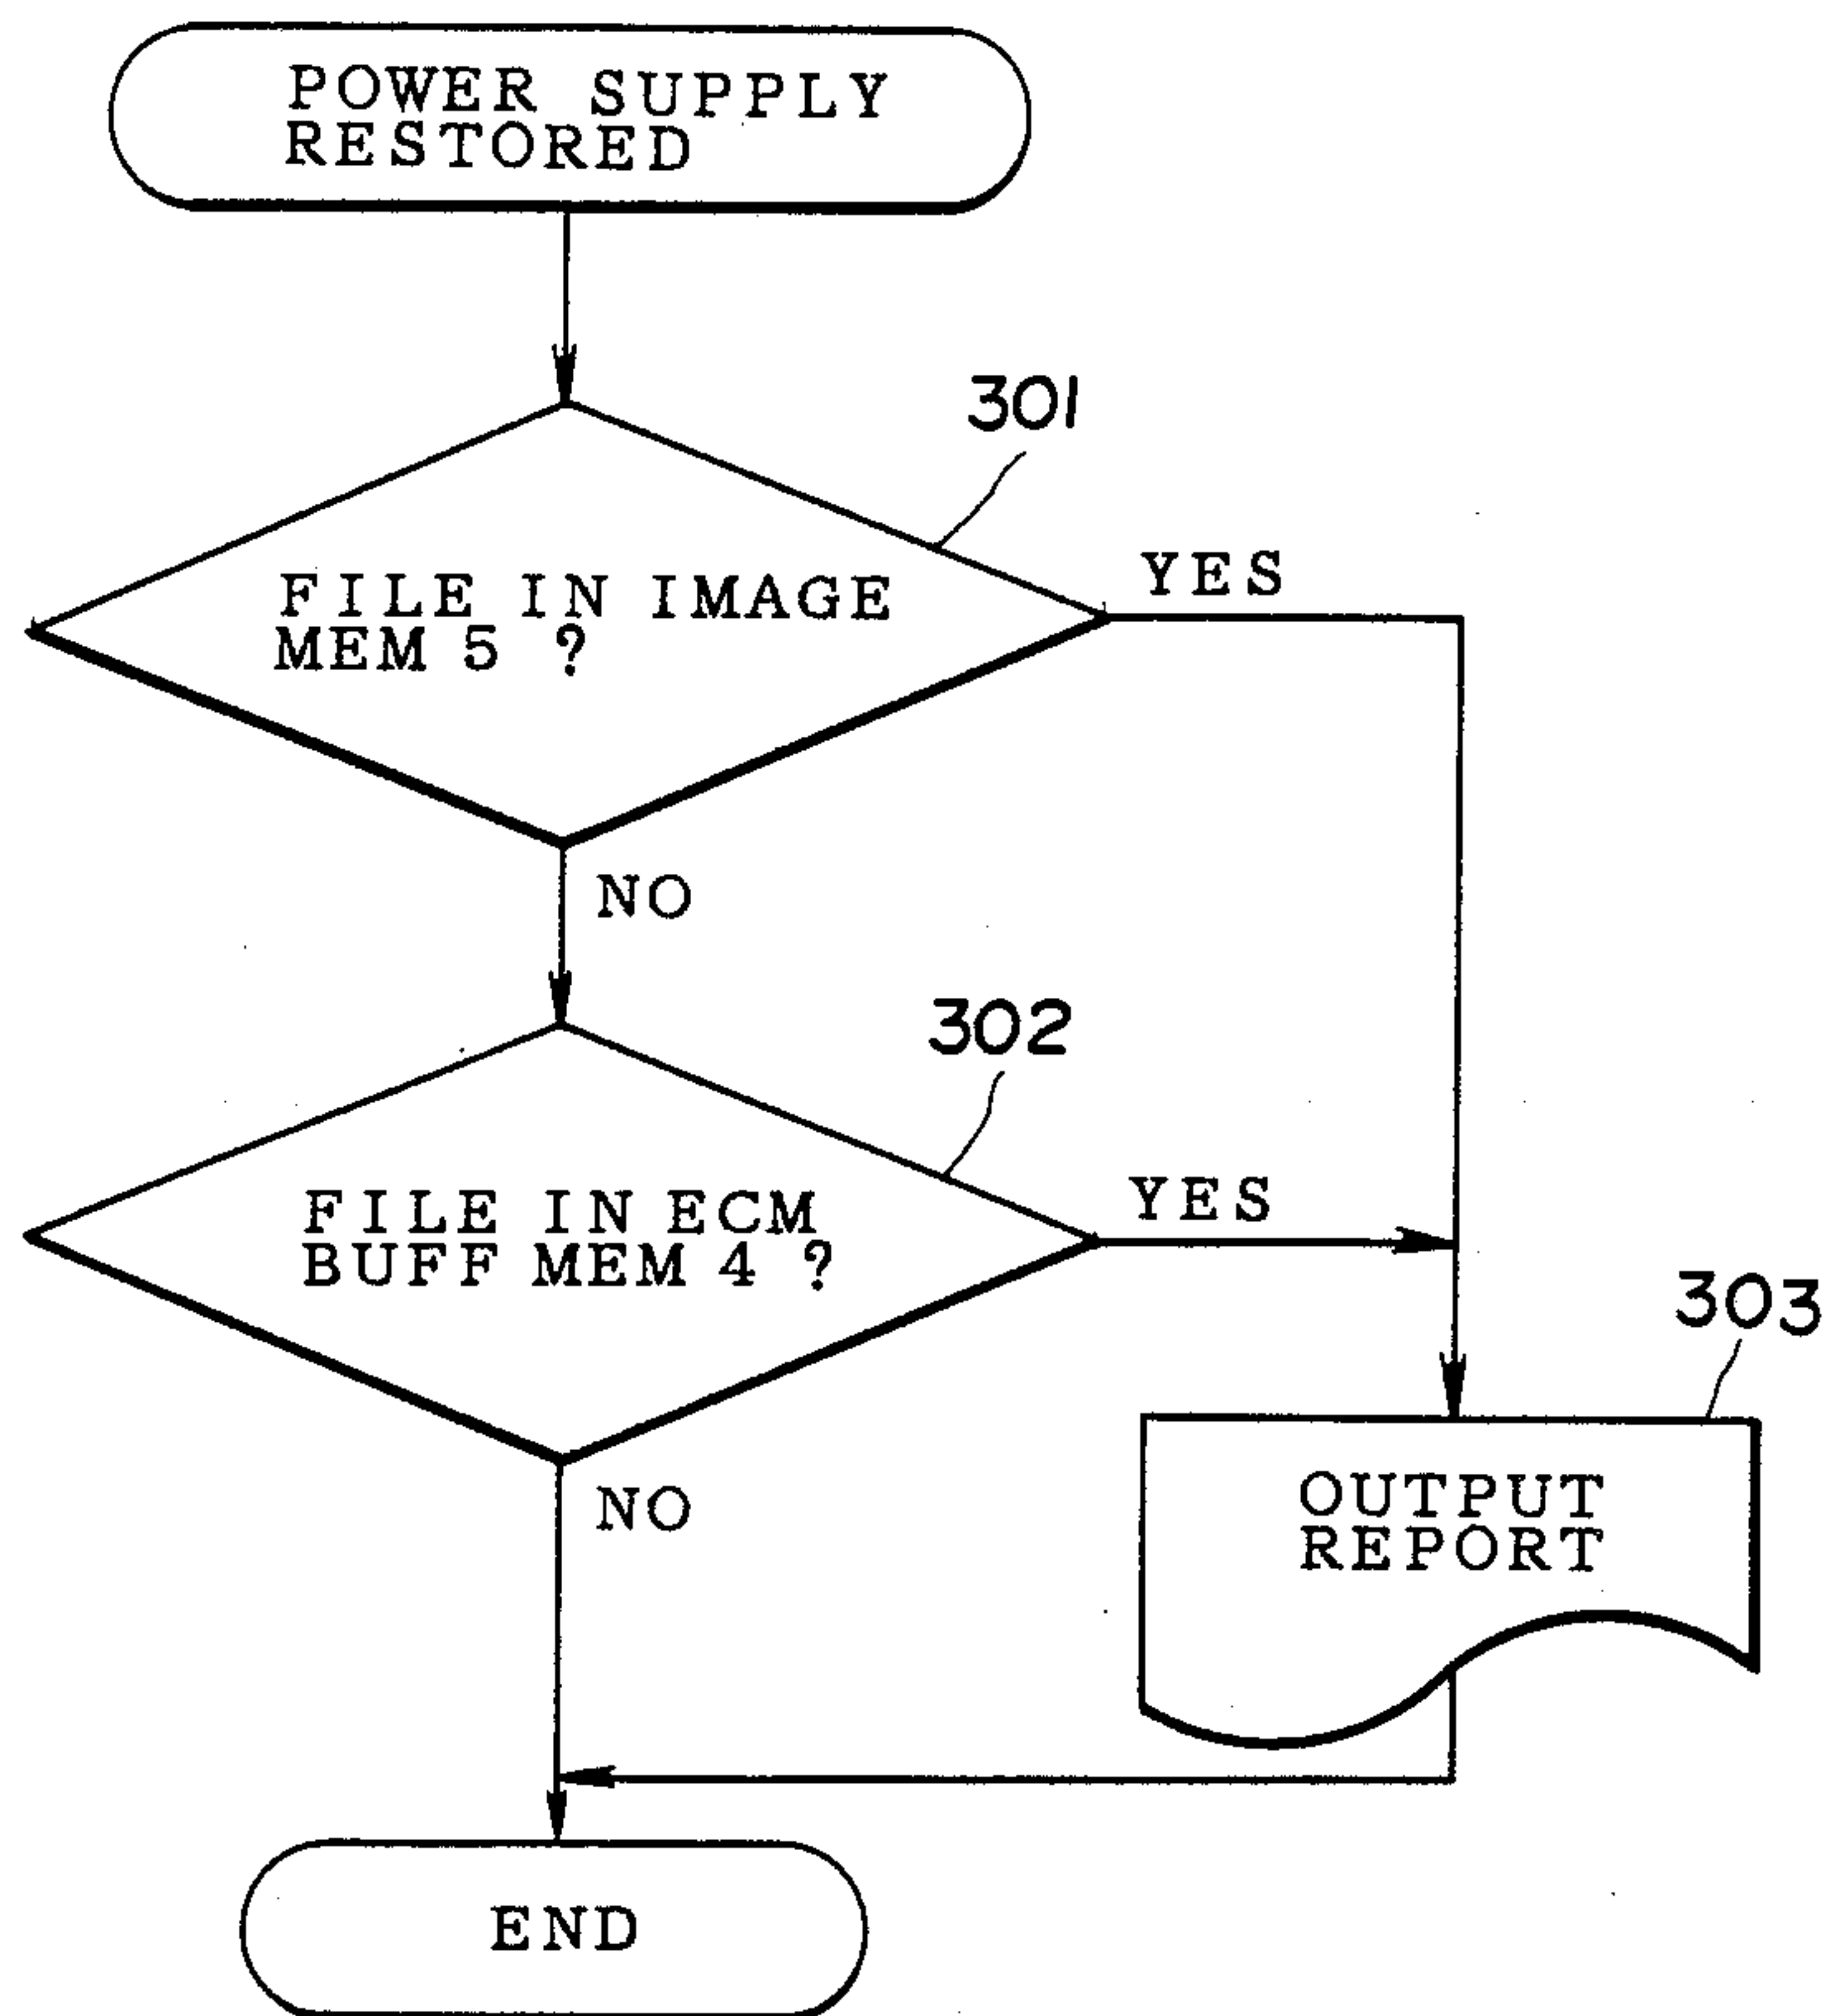 POWER SUPPLY
RESTORED
301
FILE IN IMAGE
MEM 5 ?
YES
NO
302
FILE IN ECM
BUFF MEM 4 ?
YES
303
NO
OUTPUT
REPORT
END